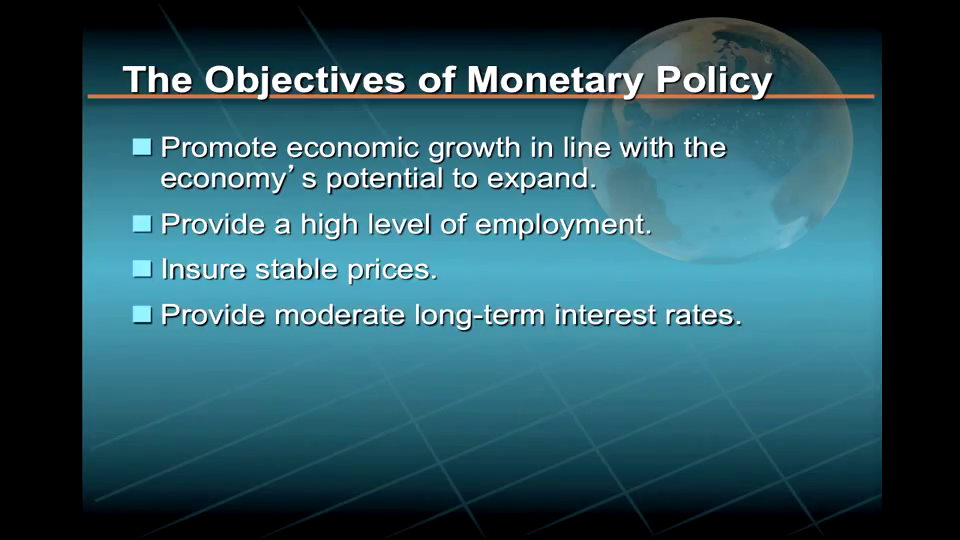 The Objectives of Monetary Policy
Promote economic growth in line with the
economy’s potential to expand.
Provide a high level of employment.
Insure stable prices.
Provide moderate long-term interest rates.